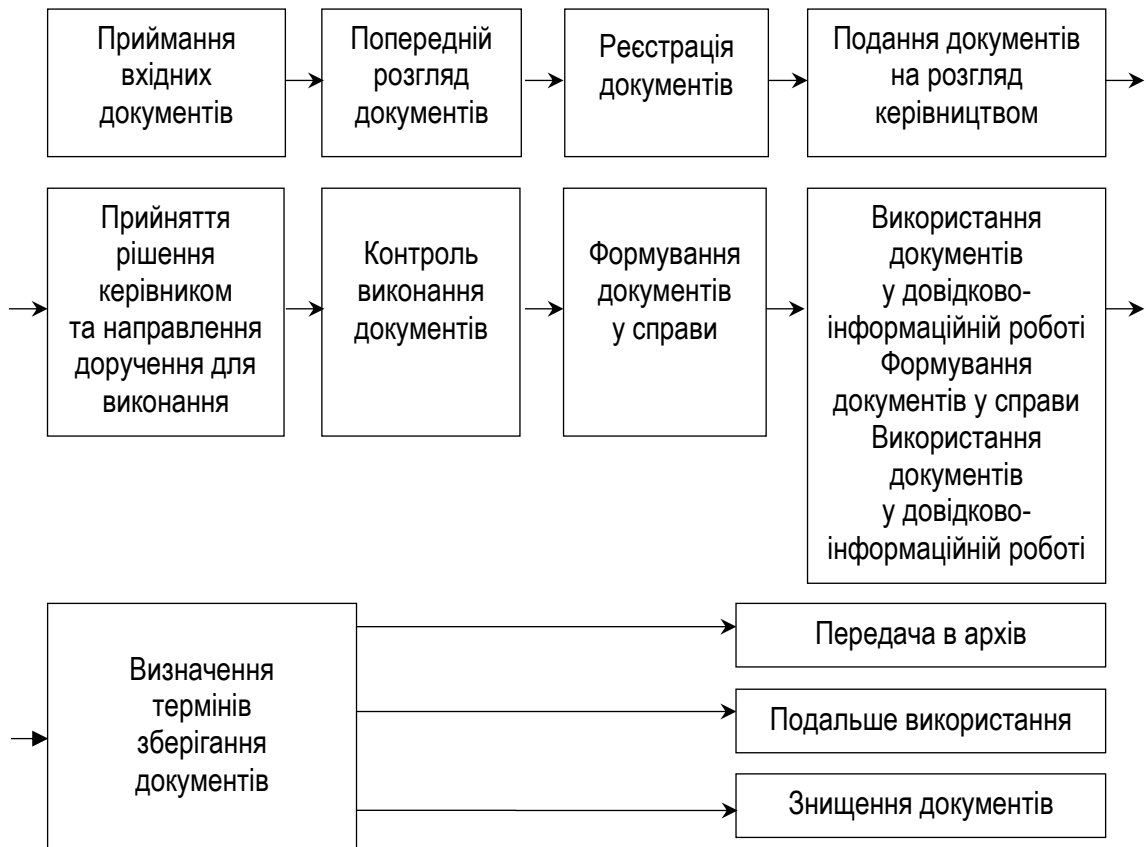 Приймання
вхідних
документів
Попередній
розгляд
документів
Реєстрація
документів
Подання документів
на розгляд
керівництвом
Прийняття
рішення
керівником
та направлення
доручення для
виконання
Контроль
виконання
документів
Формування
документів
у справи
Використання
документів
у довідково-
інформаційній роботі
Формування
документів у справи
Використання
документів
у довідково-
інформаційній роботі
Визначення
термінів
зберігання
документів
Передача в архів
Подальше використання
Знищення документів